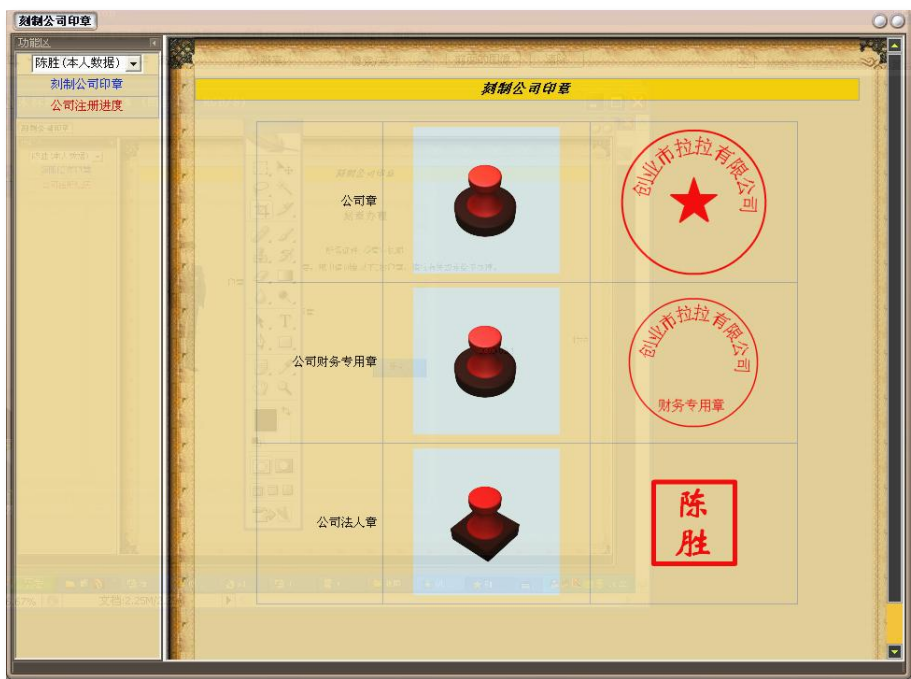 刻制公司印章
功能区
陈胜(本人数据)
刻制公司印章
公司注册进度
刻制公司印章
公司章
创业市拉拉有限公司
公司财务专用章
创业市拉拉有限公司
财务专用章
公司法人章
陈
胜